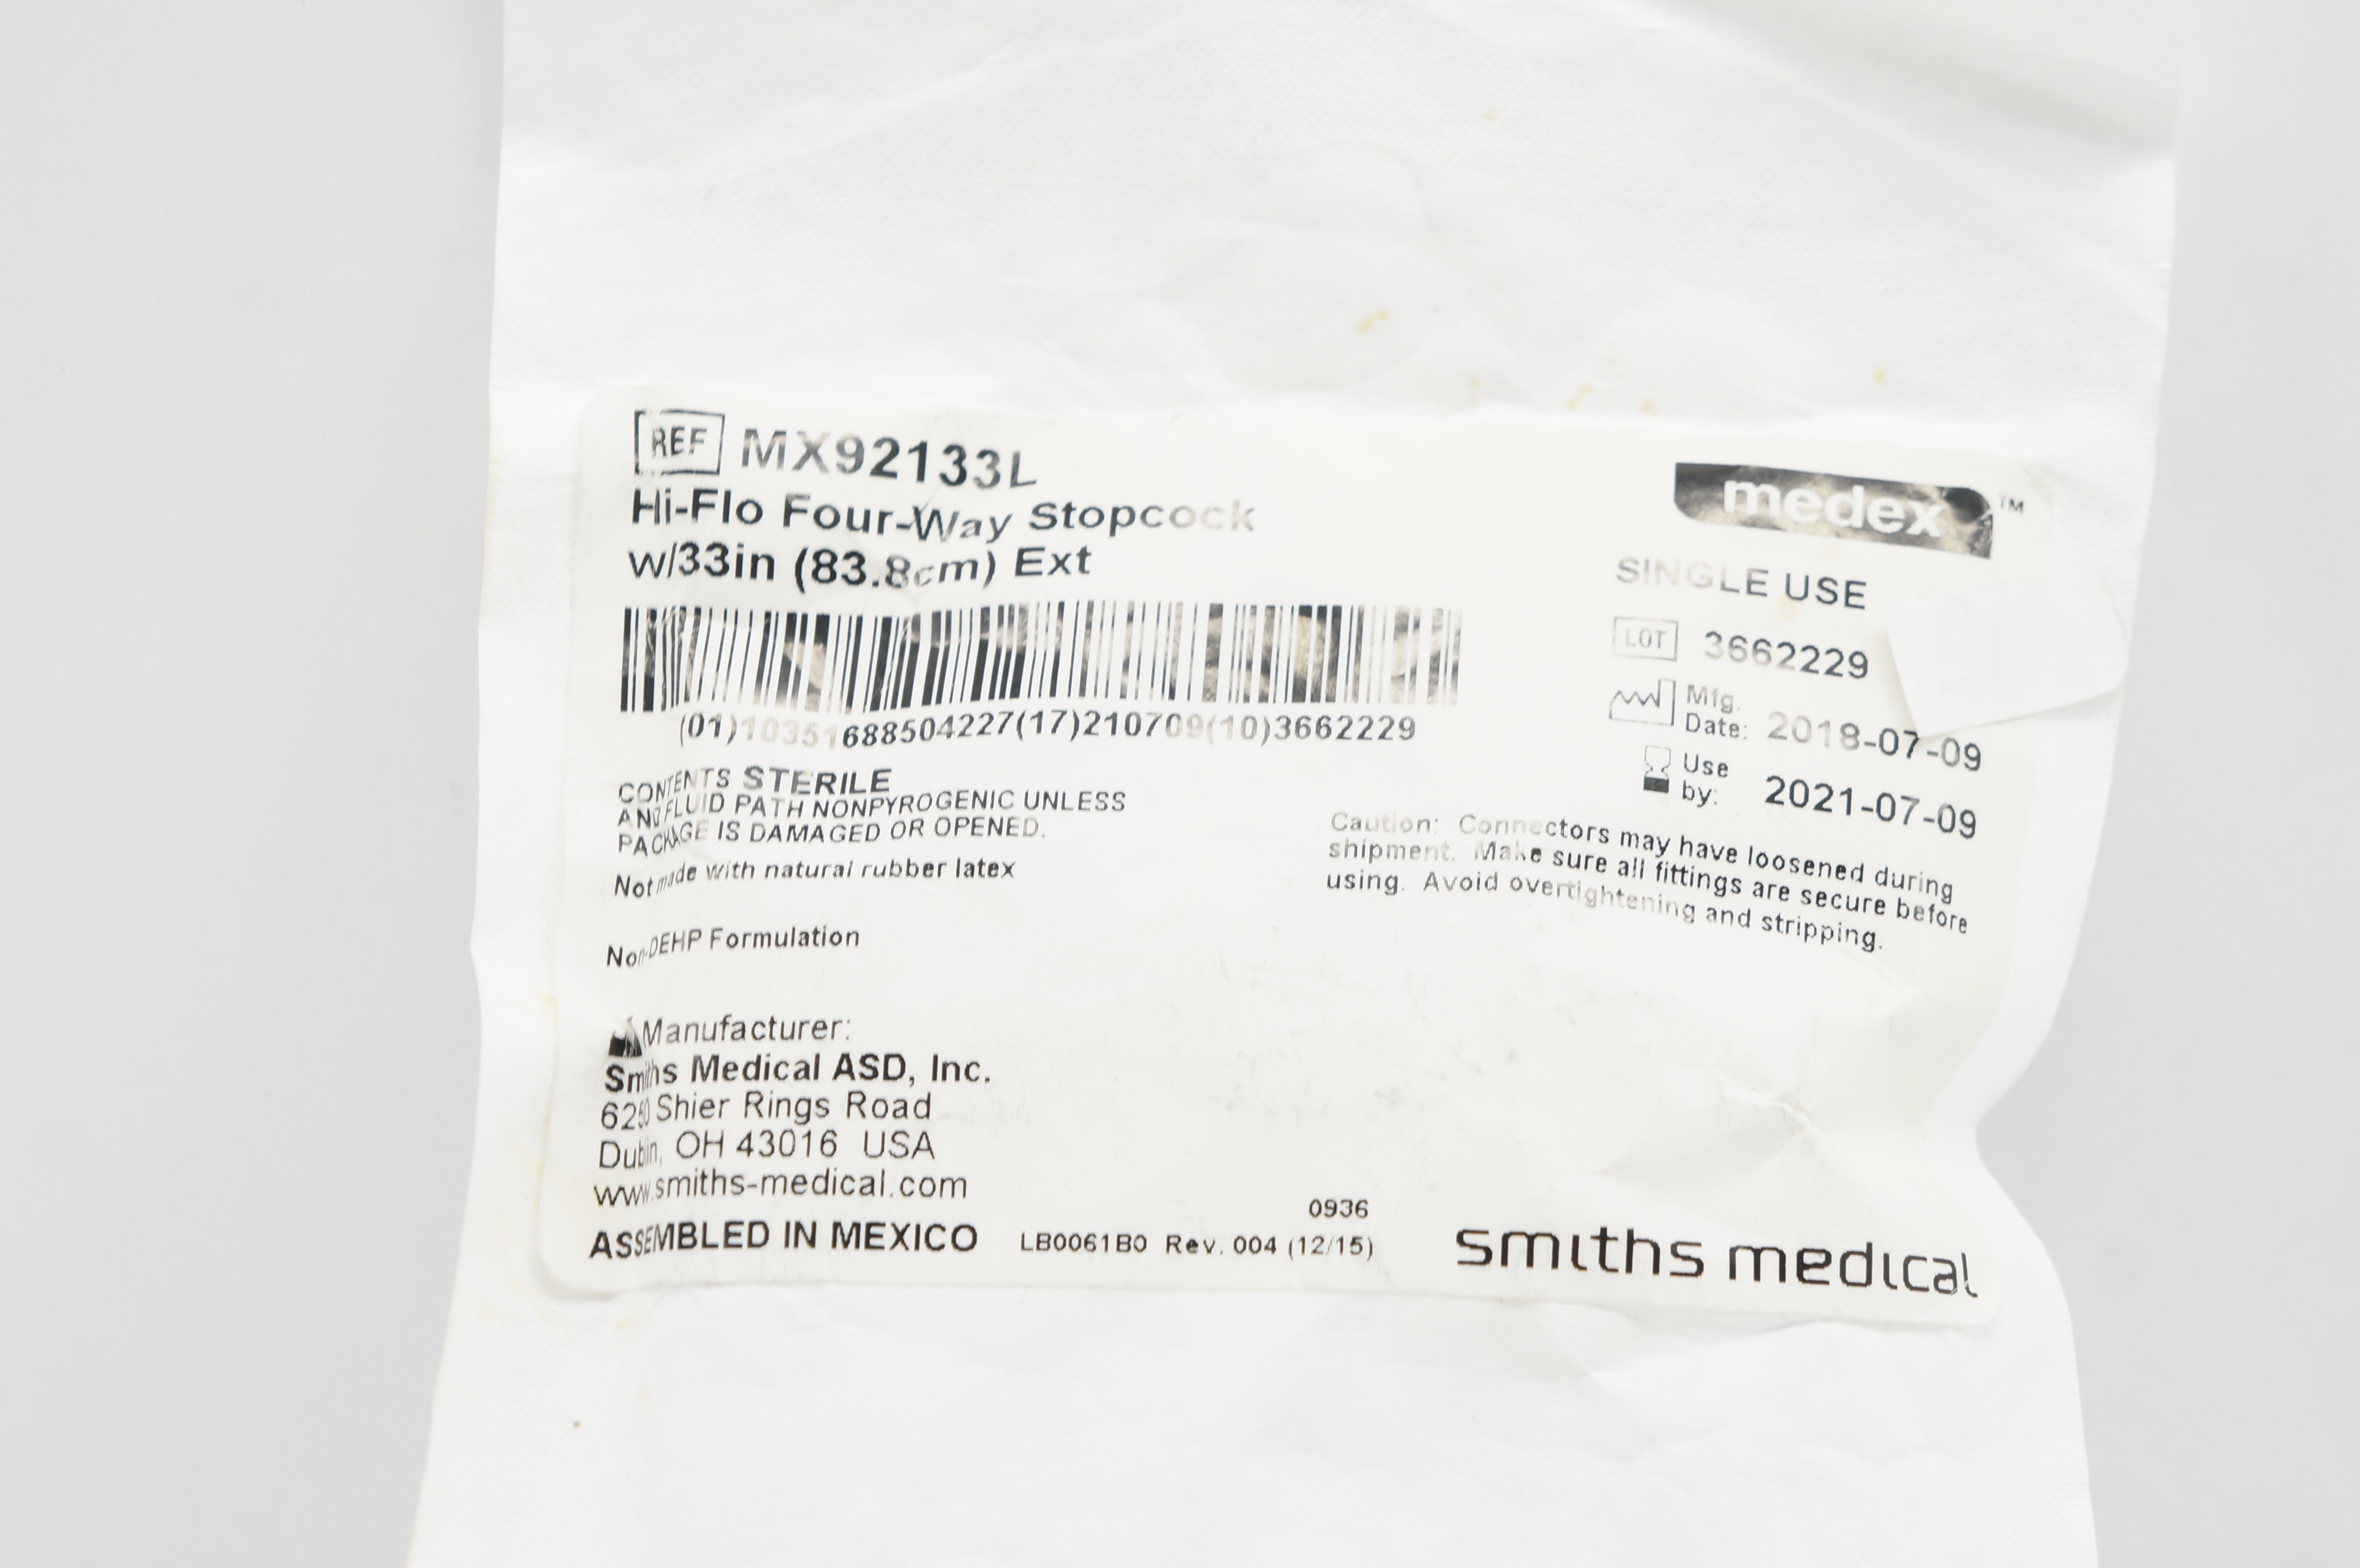 REF MX92133L
Hi-Flo Four-Way Stopcock
w/33in (83.8cm) Ext
(01)10351688504227(17)210709(10)3662229
CONTENTS STERILE
AND FLUID PATH NONPYROGENIC UNLESS
PACKAGE IS DAMAGED OR OPENED.
Not made with natural rubber latex
Non-DEHP Formulation
Manufacturer:
Smiths Medical ASD, Inc.
6250 Shier Rings Road
Dublin, OH 43016 USA
www.smiths-medical.com
ASSEMBLED IN MEXICO
0936
LB0061B0 Rev. 004 (12/15)
medex™
SINGLE USE
LOT 3662229
Mfg.
Date: 2018-07-09
Use
by: 2021-07-09
Caution: Connectors may have loosened during
shipment. Make sure all fittings are secure before
using. Avoid overtightening and stripping.
smiths medical